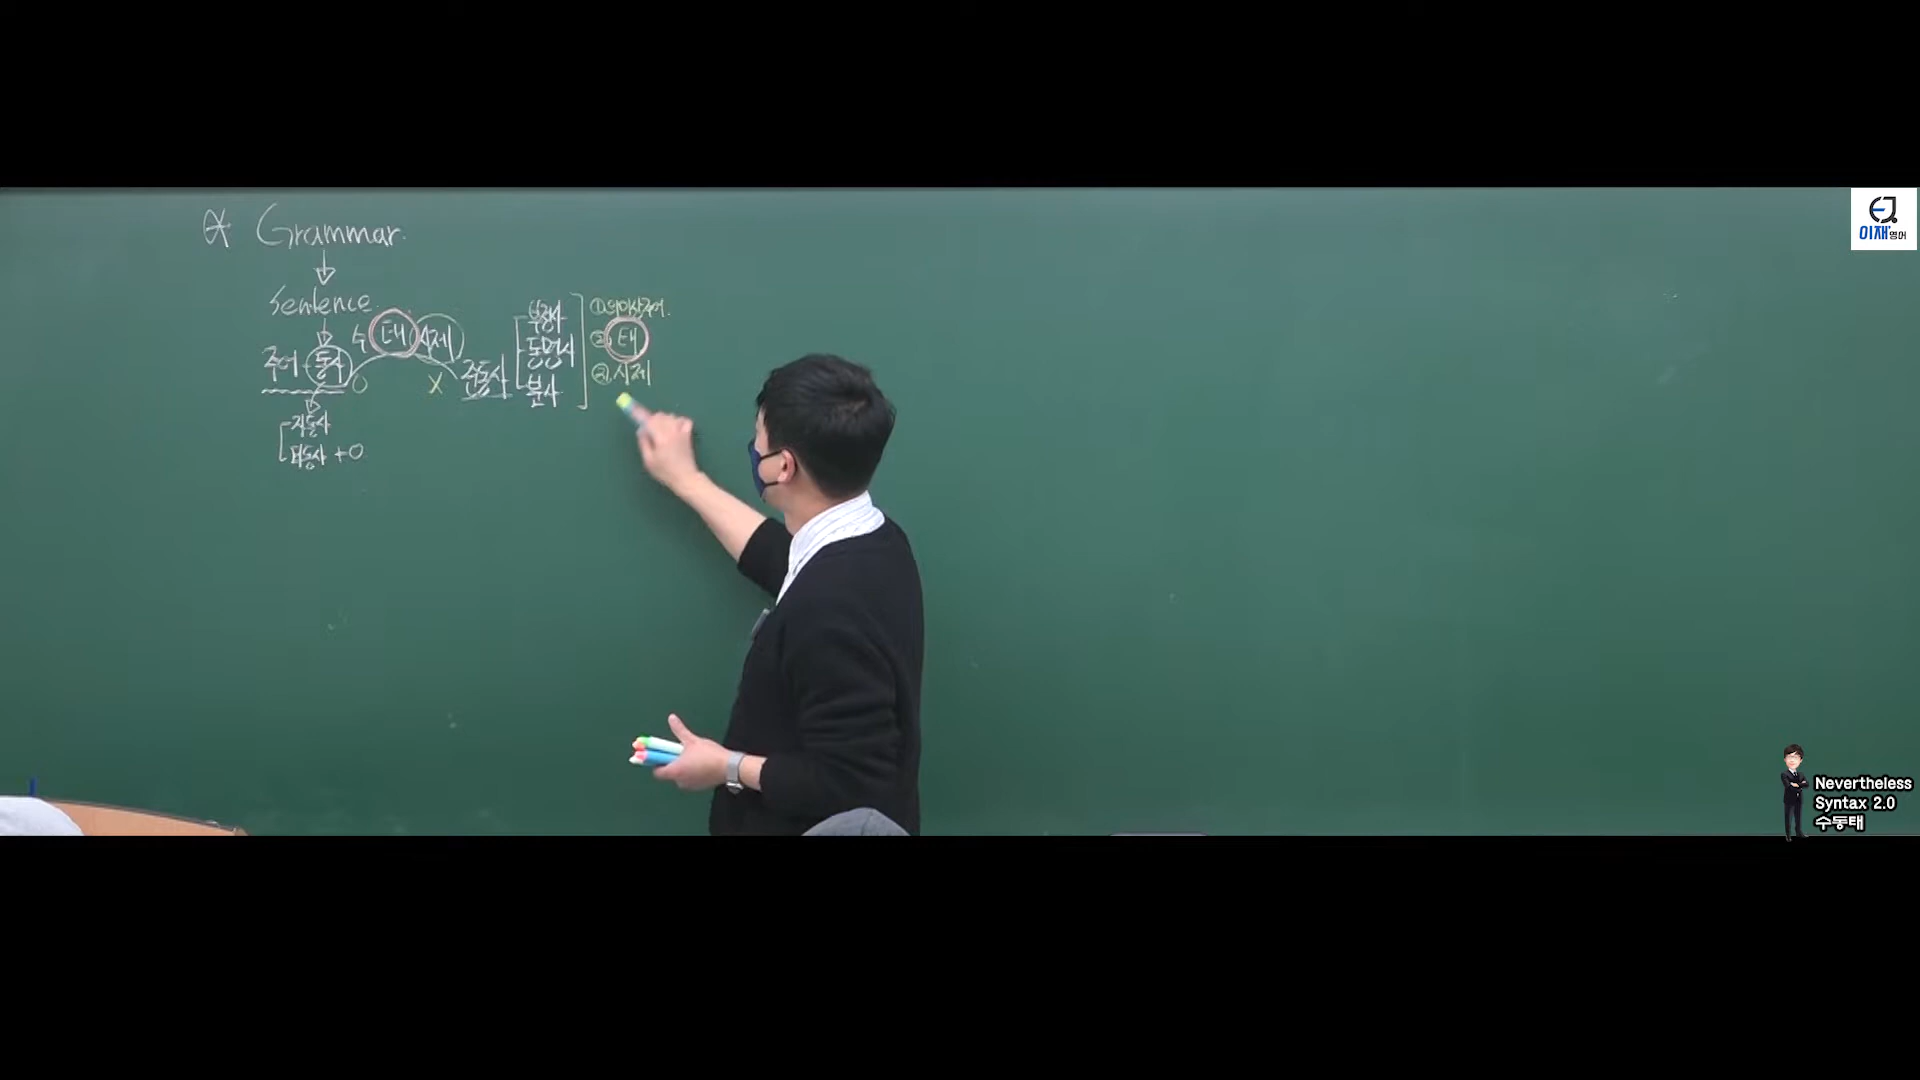 * Grammar.
↓
Sentence.
↓
주어 동사 수 태 시제
O X 준동사
부정사
동명사
분사
① 의미상주어.
② 태
③ 시제
자동사
타동사 + O
EJ
이재영어
Nevertheless
Syntax 2.0
수동태